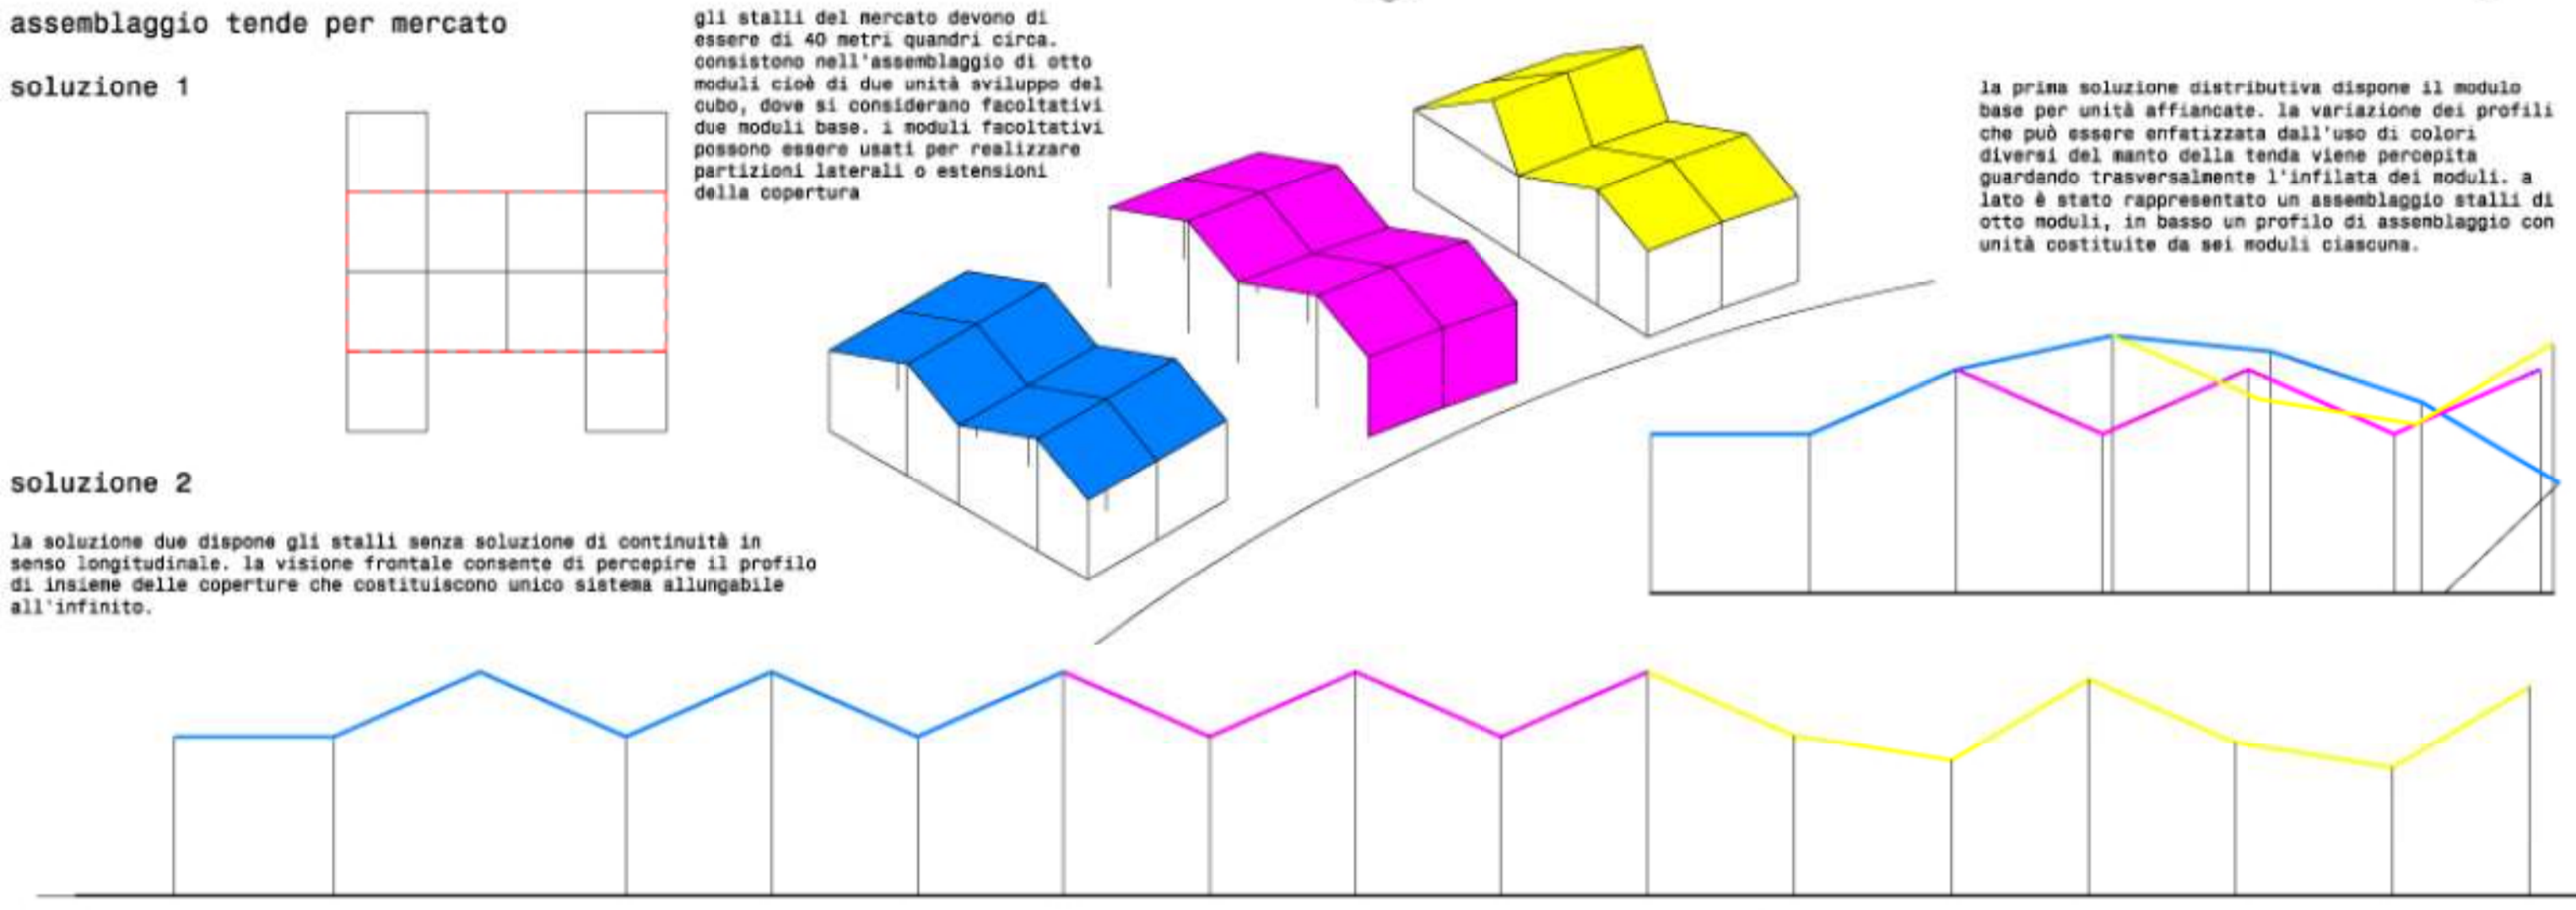 assemblaggio tende per mercato
soluzione 1
gli stalli del mercato devono di
essere di 40 metri quandri circa.
consistono nell'assemblaggio di otto
moduli cioè di due unità sviluppo del
cubo, dove si considerano facoltativi
due moduli base. i moduli facoltativi
possono essere usati per realizzare
partizioni laterali o estensioni
della copertura
la prima soluzione distributiva dispone il modulo
base per unità affiancate. la variazione dei profili
che può essere enfatizzata dall'uso di colori
diversi del manto della tenda viene percepita
guardando trasversalmente l'infilata dei moduli. a
lato è stato rappresentato un assemblaggio stalli di
otto moduli, in basso un profilo di assemblaggio con
unità costituite da sei moduli ciascuna.
soluzione 2
la soluzione due dispone gli stalli senza soluzione di continuità in
senso longitudinale. la visione frontale consente di percepire il profilo
di insieme delle coperture che costituiscono unico sistema allungabile
all'infinito.